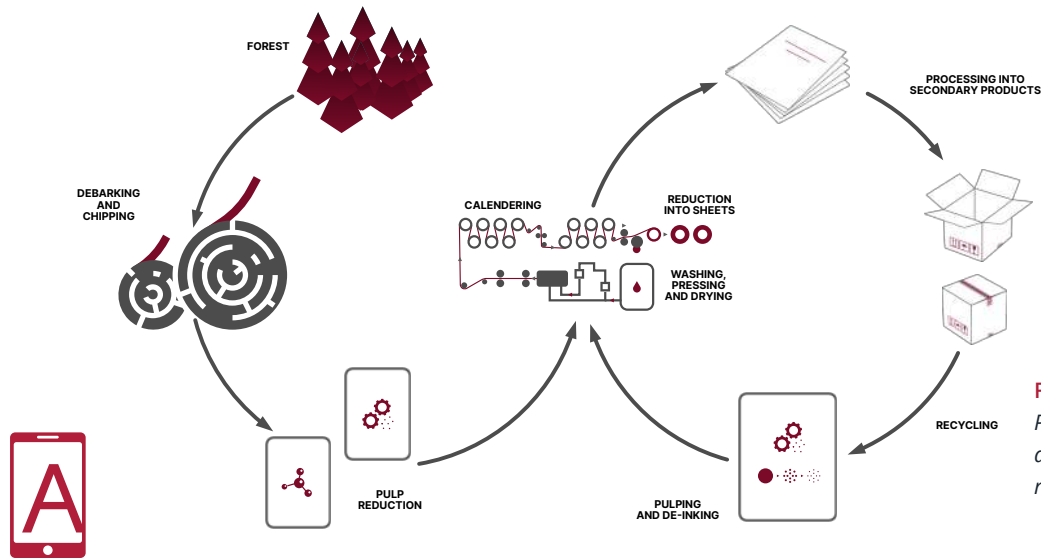 FOREST
PROCESSING INTO
SECONDARY PRODUCTS
DEBARKING
AND
CHIPPING
CALENDERING
REDUCTION
INTO SHEETS
WASHING,
PRESSING
AND DRYING
RECYCLING
PULP
REDUCTION
PULPING
AND DE-INKING
A